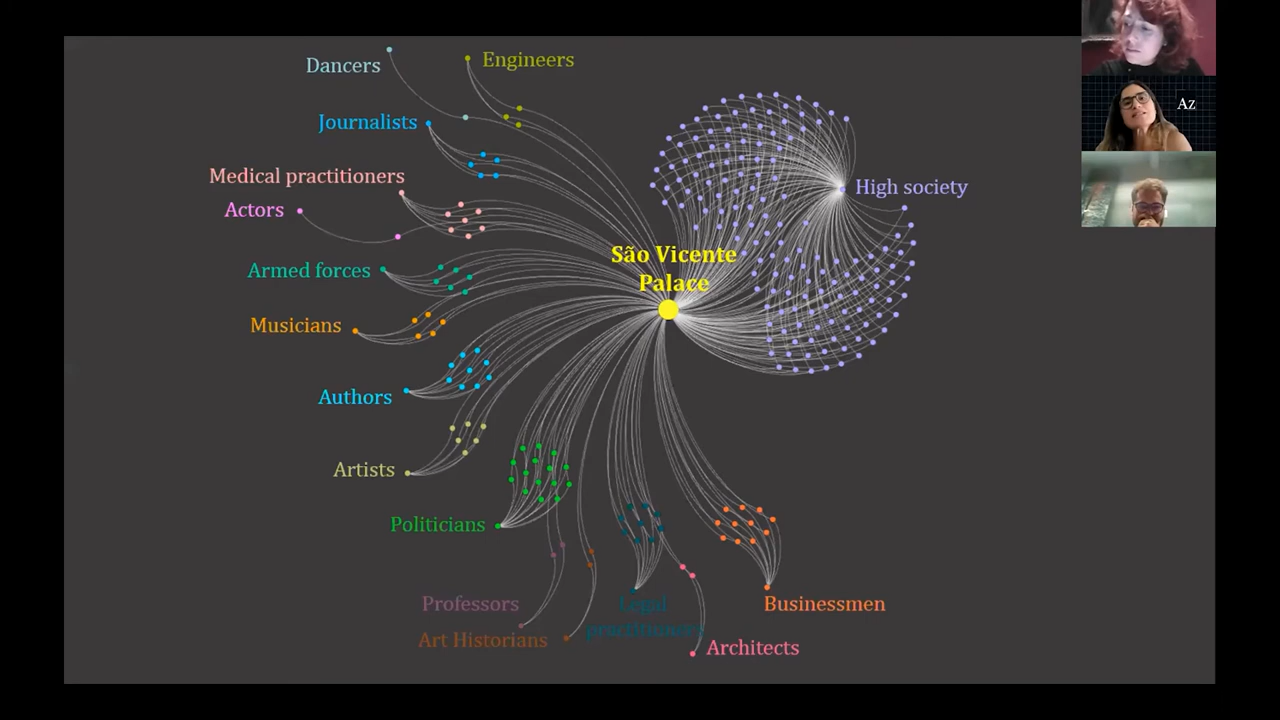 Dancers
Engineers
Journalists
Az
Medical practitioners
High society
Actors
São Vicente
Palace
Armed forces
Musicians
Authors
Artists
Politicians
Professors
Legal
practitioners
Businessmen
Art Historians
Architects